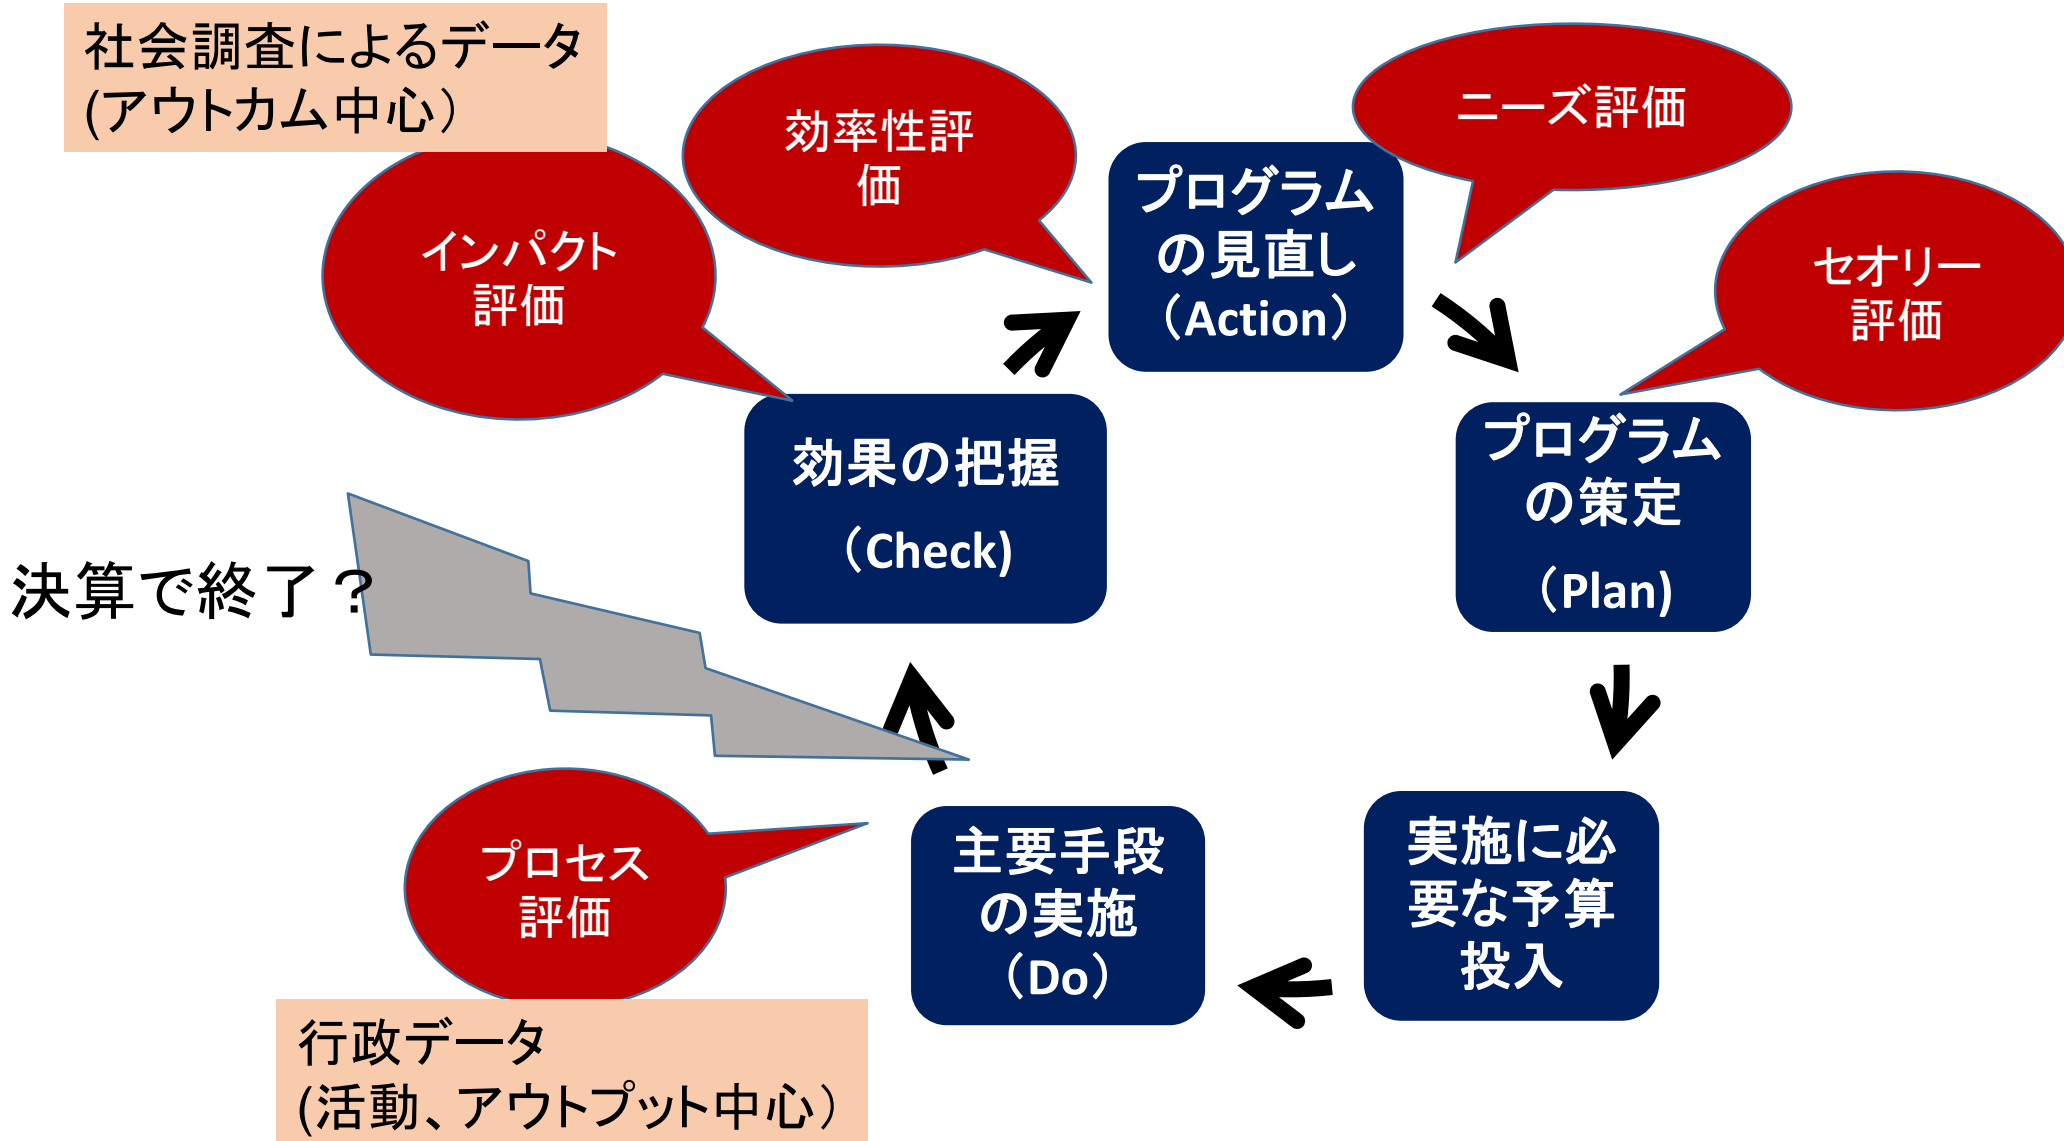 社会調査によるデータ
(アウトカム中心）
効率性評
価
ニーズ評価
プログラム
の見直し
（Action）
インパクト
評価
セオリー
評価
効果の把握
（Check)
プログラム
の策定
（Plan)
決算で終了？
プロセス
評価
主要手段
の実施
（Do）
実施に必
要な予算
投入
行政データ
(活動、アウトプット中心）